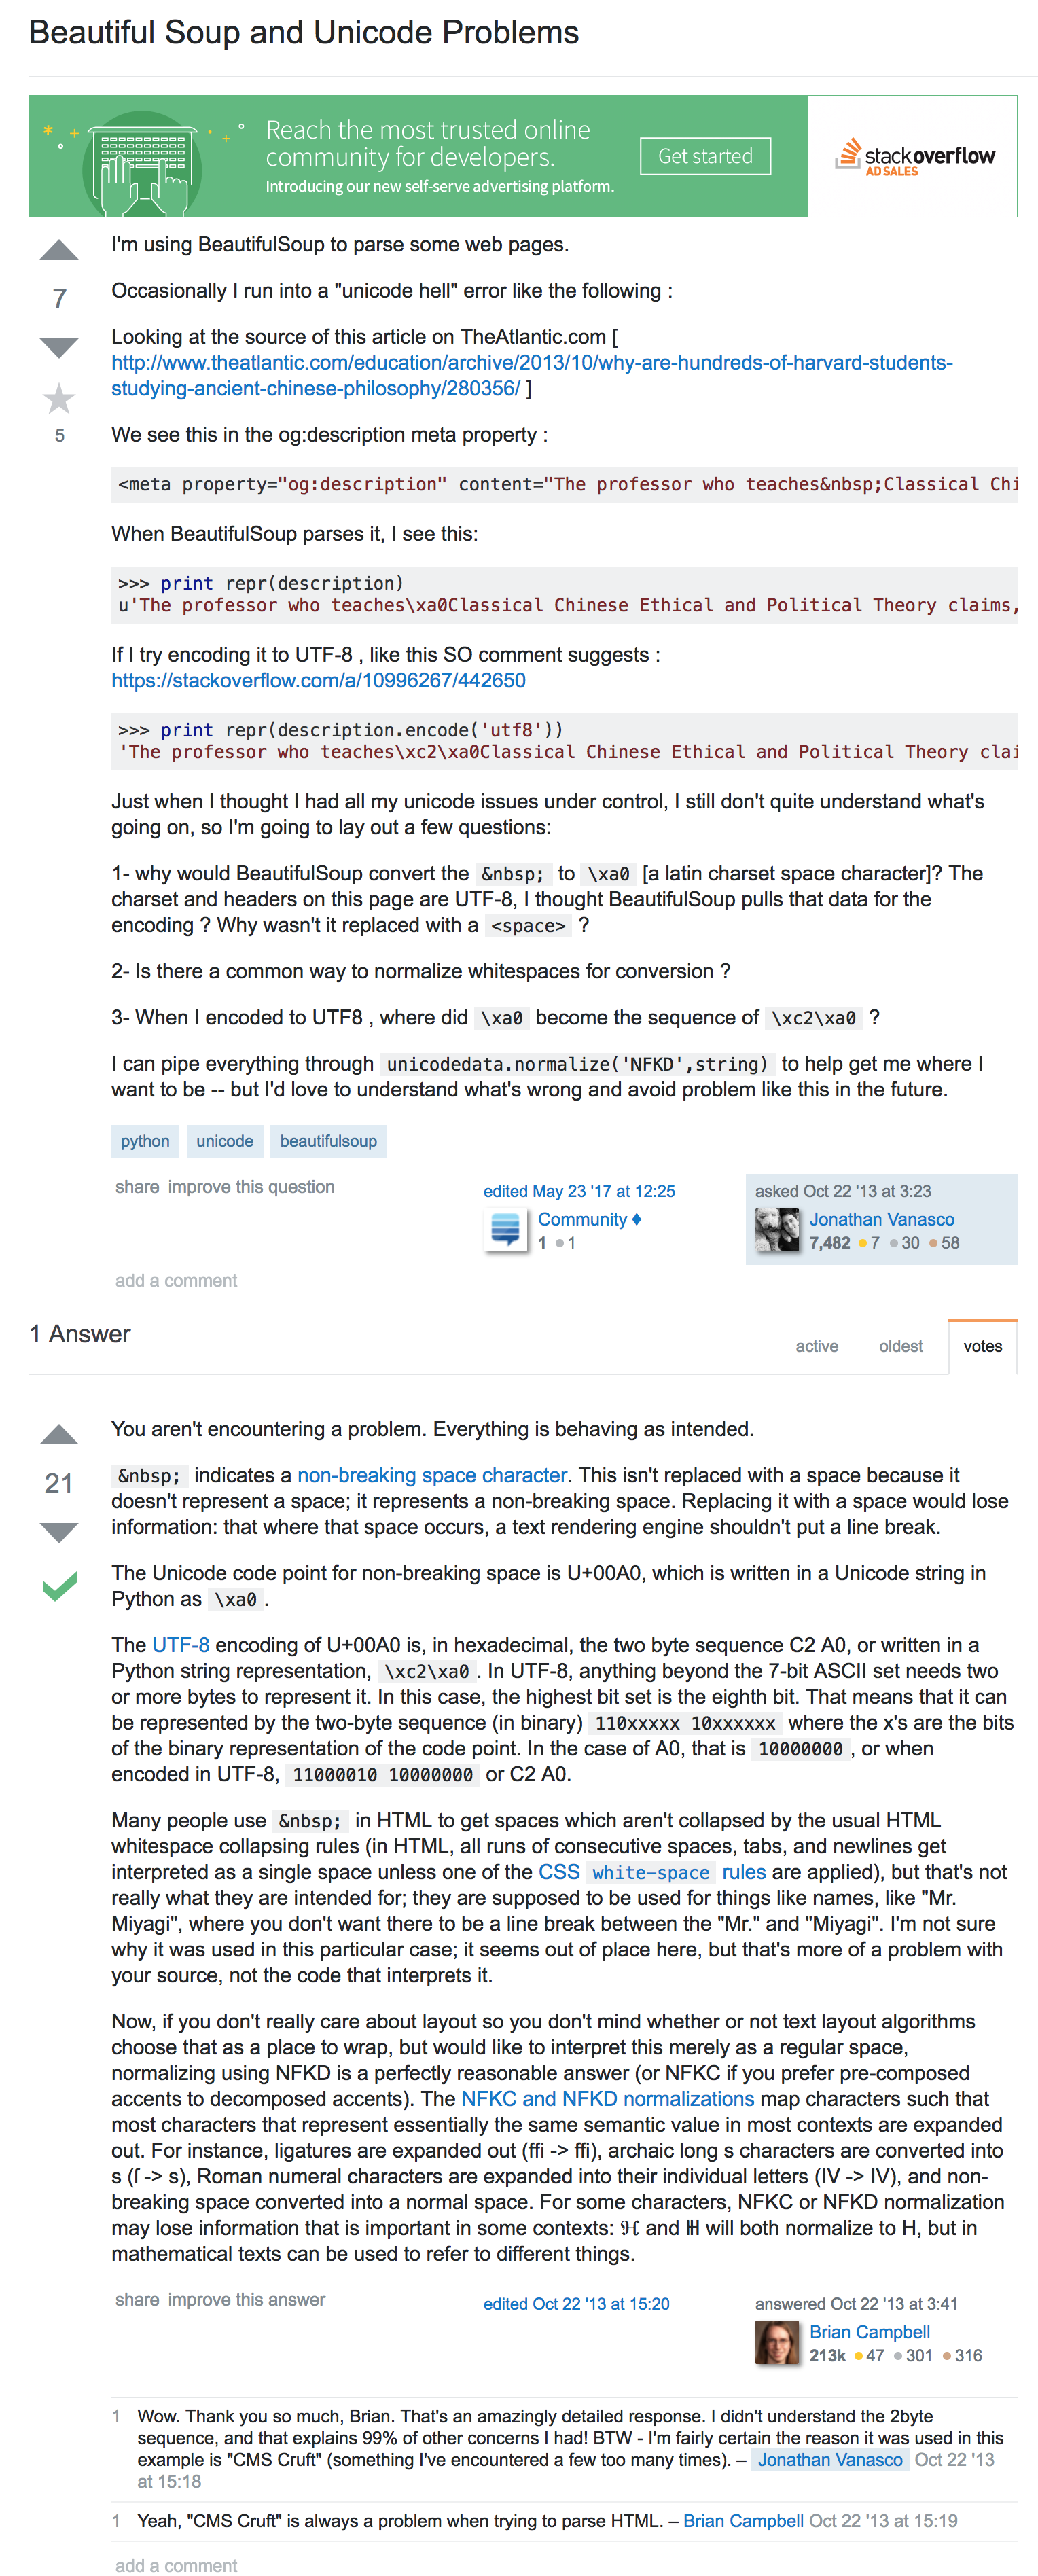 Beautiful Soup and Unicode Problems
Reach the most trusted online
community for developers.
Introducing our new self-serve advertising platform.
Get started
stackoverflow
AD SALES
I'm using BeautifulSoup to parse some web pages.
7
Occasionally I run into a "unicode hell" error like the following :
Looking at the source of this article on TheAtlantic.com [
http://www.theatlantic.com/education/archive/2013/10/why-are-hundreds-of-harvard-students-
studying-ancient-chinese-philosophy/280356/ ]
5
We see this in the og:description meta property :
<meta property="og:description" content="The professor who teaches&nbsp;Classical Chi
When BeautifulSoup parses it, I see this:
>>> print repr(description)
u'The professor who teaches\xa0Classical Chinese Ethical and Political Theory claims,
If I try encoding it to UTF-8 , like this SO comment suggests :
https://stackoverflow.com/a/10996267/442650
>>> print repr(description.encode('utf8'))
'The professor who teaches\xc2\xa0Classical Chinese Ethical and Political Theory clai
Just when I thought I had all my unicode issues under control, I still don't quite understand what's
going on, so I'm going to lay out a few questions:
1- why would BeautifulSoup convert the &nbsp; to \xa0 [a latin charset space character]? The
charset and headers on this page are UTF-8, I thought BeautifulSoup pulls that data for the
encoding ? Why wasn't it replaced with a <space> ?
2- Is there a common way to normalize whitespaces for conversion ?
3- When I encoded to UTF8 , where did \xa0 become the sequence of \xc2\xa0 ?
I can pipe everything through unicodedata.normalize('NFKD',string) to help get me where I
want to be -- but I'd love to understand what's wrong and avoid problem like this in the future.
python unicode beautifulsoup
share improve this question
edited May 23 '17 at 12:25
Community ♦
1 ●1
asked Oct 22 '13 at 3:23
Jonathan Vanasco
7,482 ●7 ●30 ●58
add a comment
1 Answer
active oldest votes
You aren't encountering a problem. Everything is behaving as intended.
21
&nbsp; indicates a non-breaking space character. This isn't replaced with a space because it
doesn't represent a space; it represents a non-breaking space. Replacing it with a space would lose
information: that where that space occurs, a text rendering engine shouldn't put a line break.
The Unicode code point for non-breaking space is U+00A0, which is written in a Unicode string in
Python as \xa0 .
The UTF-8 encoding of U+00A0 is, in hexadecimal, the two byte sequence C2 A0, or written in a
Python string representation, \xc2\xa0 . In UTF-8, anything beyond the 7-bit ASCII set needs two
or more bytes to represent it. In this case, the highest bit set is the eighth bit. That means that it can
be represented by the two-byte sequence (in binary) 110xxxxx 10xxxxxx where the x's are the bits
of the binary representation of the code point. In the case of A0, that is 10000000 , or when
encoded in UTF-8, 11000010 10000000 or C2 A0.
Many people use &nbsp; in HTML to get spaces which aren't collapsed by the usual HTML
whitespace collapsing rules (in HTML, all runs of consecutive spaces, tabs, and newlines get
interpreted as a single space unless one of the CSS white-space rules are applied), but that's not
really what they are intended for; they are supposed to be used for things like names, like "Mr.
Miyagi", where you don't want there to be a line break between the "Mr." and "Miyagi". I'm not sure
why it was used in this particular case; it seems out of place here, but that's more of a problem with
your source, not the code that interprets it.
Now, if you don't really care about layout so you don't mind whether or not text layout algorithms
choose that as a place to wrap, but would like to interpret this merely as a regular space,
normalizing using NFKD is a perfectly reasonable answer (or NFKC if you prefer pre-composed
accents to decomposed accents). The NFKC and NFKD normalizations map characters such that
most characters that represent essentially the same semantic value in most contexts are expanded
out. For instance, ligatures are expanded out (ﬃ -> ffi), archaic long s characters are converted into
s (ſ -> s), Roman numeral characters are expanded into their individual letters (Ⅳ -> IV), and non-
breaking space converted into a normal space. For some characters, NFKC or NFKD normalization
may lose information that is important in some contexts: ℋ and ℍ will both normalize to H, but in
mathematical texts can be used to refer to different things.
share improve this answer
edited Oct 22 '13 at 15:20
answered Oct 22 '13 at 3:41
Brian Campbell
213k ●47 ●301 ●316
1 Wow. Thank you so much, Brian. That's an amazingly detailed response. I didn't understand the 2byte
sequence, and that explains 99% of other concerns I had! BTW - I'm fairly certain the reason it was used in this
example is "CMS Cruft" (something I've encountered a few too many times). – Jonathan Vanasco Oct 22 '13
at 15:18
1 Yeah, "CMS Cruft" is always a problem when trying to parse HTML. – Brian Campbell Oct 22 '13 at 15:19
add a comment